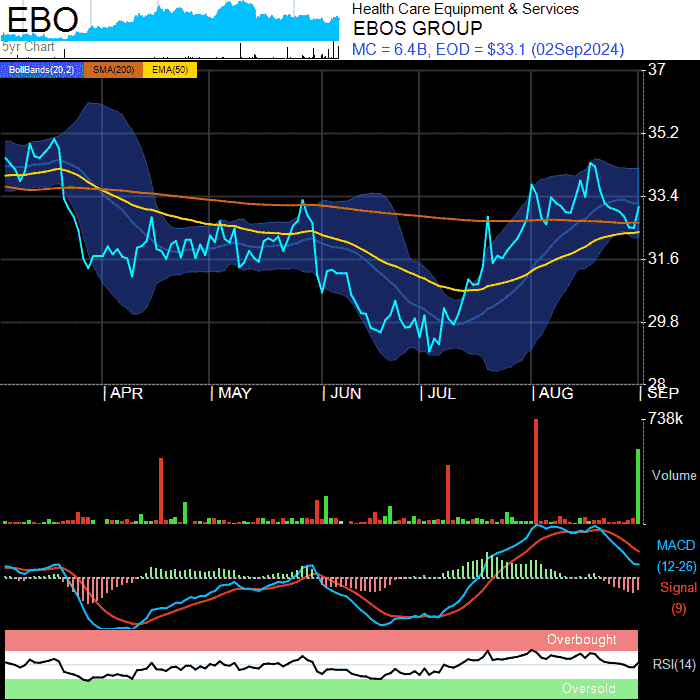 EBO
5yr Chart
Health Care Equipment & Services
EBOS GROUP
MC = 6.4B, EOD = $33.1 (02Sep2024)
BollBands(20,2) SMA(200) EMA(50)
37
35.2
33.4
31.6
29.8
28
APR MAY JUN JUL AUG SEP
738k
Volume
MACD
(12-26)
Signal
(9)
Overbought
RSI(14)
Oversold